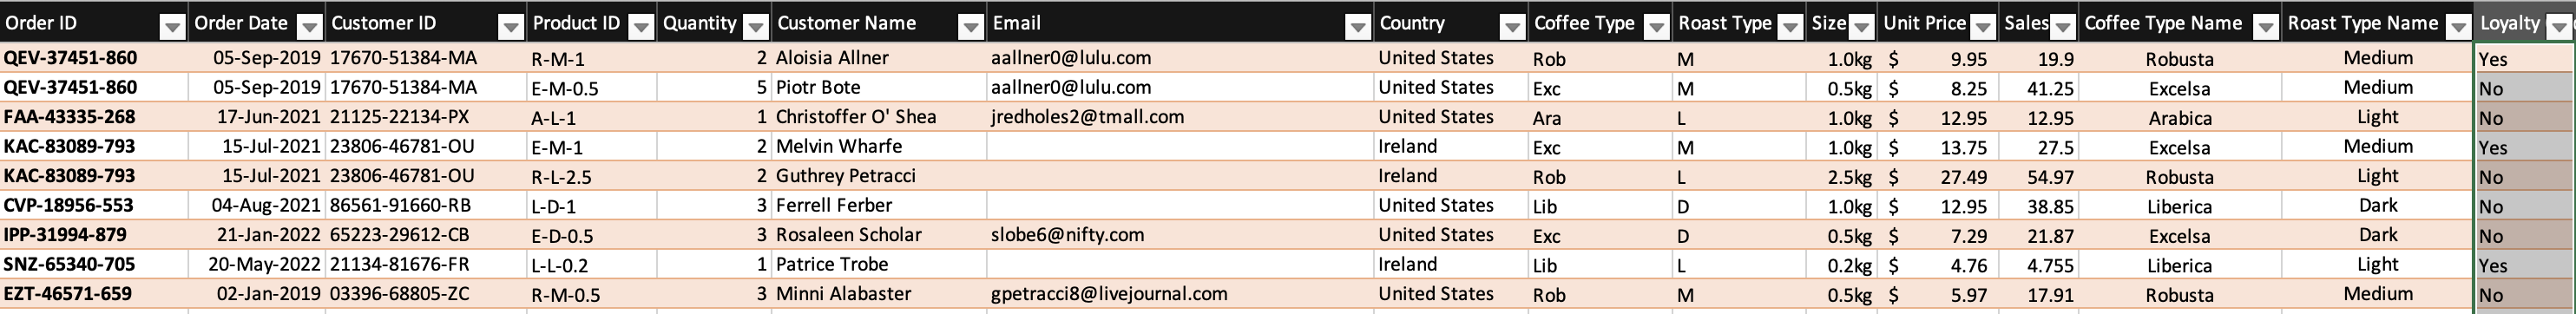 Order ID Order Date Customer ID Product ID Quantity Customer Name Email Country Coffee Type Roast Type Size Unit Price Sales Coffee Type Name Roast Type Name Loyalty
QEV-37451-860 05-Sep-2019 17670-51384-MA R-M-1 2 Aloisia Allner aallner0@lulu.com United States Rob M 1.0kg $ 9.95 19.9 Robusta Medium Yes
QEV-37451-860 05-Sep-2019 17670-51384-MA E-M-0.5 5 Piotr Bote aallner0@lulu.com United States Exc M 0.5kg $ 8.25 41.25 Excelsa Medium No
FAA-43335-268 17-Jun-2021 21125-22134-PX A-L-1 1 Christoffer O' Shea jredholes2@tmall.com United States Ara L 1.0kg $ 12.95 12.95 Arabica Light No
KAC-83089-793 15-Jul-2021 23806-46781-OU E-M-1 2 Melvin Wharfe Ireland Exc M 1.0kg $ 13.75 27.5 Excelsa Medium Yes
KAC-83089-793 15-Jul-2021 23806-46781-OU R-L-2.5 2 Guthrey Petracci Ireland Rob L 2.5kg $ 27.49 54.97 Robusta Light No
CVP-18956-553 04-Aug-2021 86561-91660-RB L-D-1 3 Ferrell Ferber United States Lib D 1.0kg $ 12.95 38.85 Liberica Dark No
IPP-31994-879 21-Jan-2022 65223-29612-CB E-D-0.5 3 Rosaleen Scholar slobe6@nifty.com United States Exc D 0.5kg $ 7.29 21.87 Excelsa Dark No
SNZ-65340-705 20-May-2022 21134-81676-FR L-L-0.2 1 Patrice Trobe Ireland Lib L 0.2kg $ 4.76 4.755 Liberica Light Yes
EZT-46571-659 02-Jan-2019 03396-68805-ZC R-M-0.5 3 Minni Alabaster gpetracci8@livejournal.com United States Rob M 0.5kg $ 5.97 17.91 Robusta Medium No